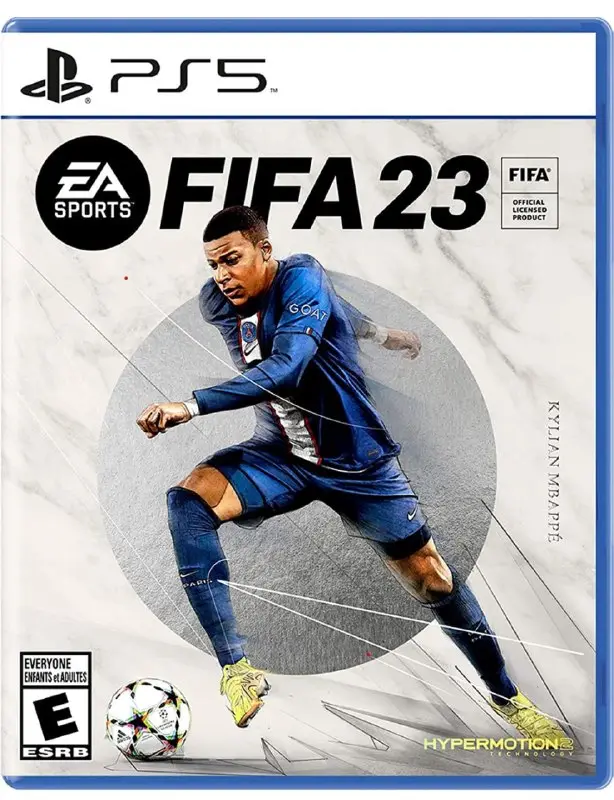 PS5
EA
SPORTS
FIFA 23
FIFA®
OFFICIAL
LICENSED
PRODUCT
GOAT
KYLIAN MBAPPÉ
PARIS
EVERYONE
ENFANTS et ADULTES
E
ESRB
HYPERMOTION2
TECHNOLOGY